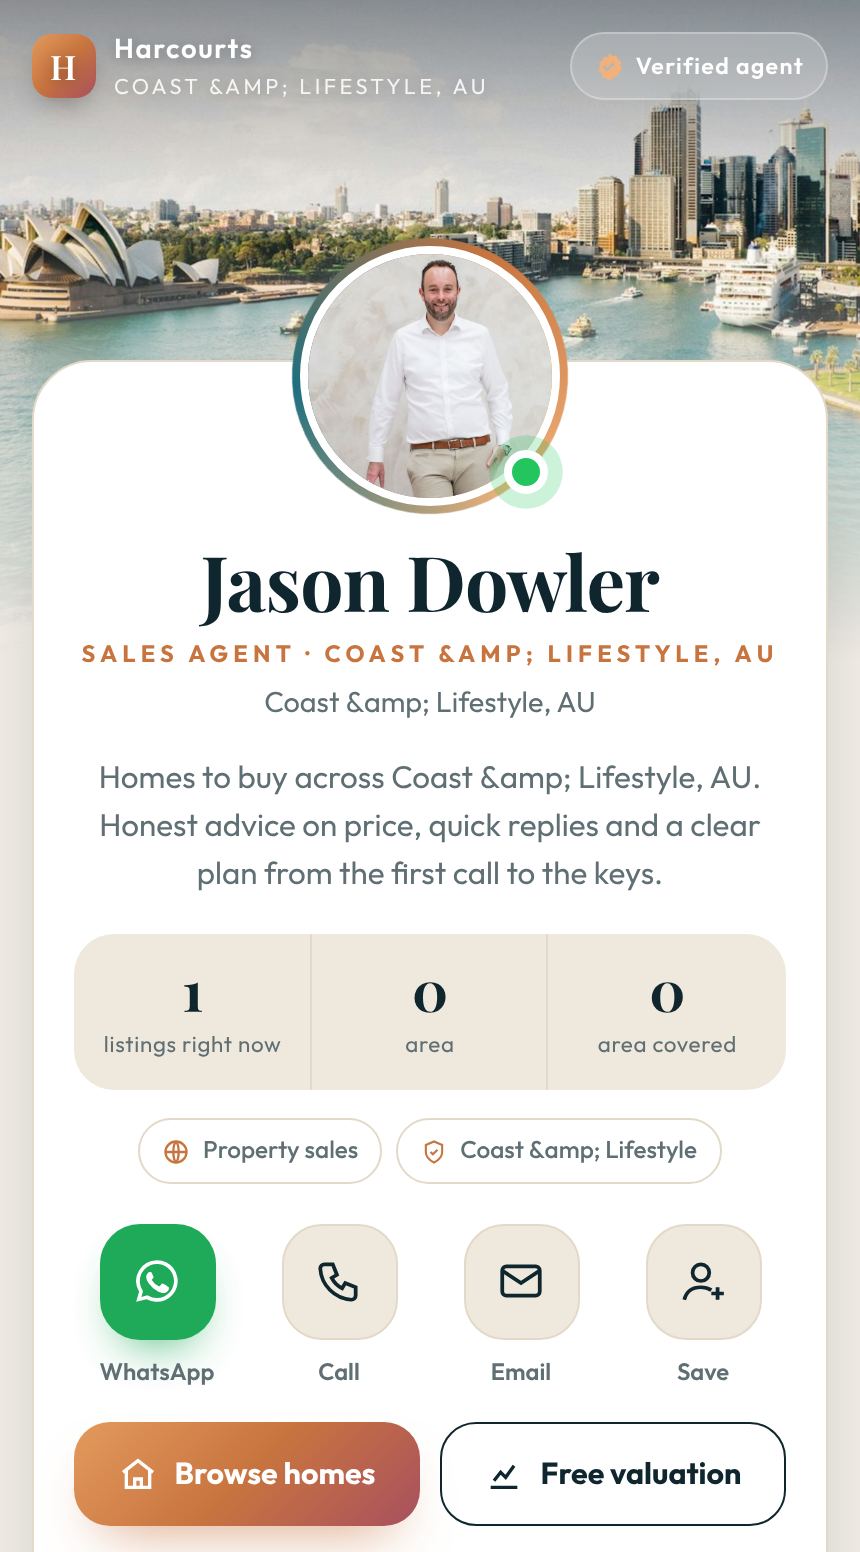 H
Harcourts
COAST &AMP; LIFESTYLE, AU
Verified agent
Jason Dowler
SALES AGENT · COAST &AMP; LIFESTYLE, AU
Coast &amp; Lifestyle, AU
Homes to buy across Coast &amp; Lifestyle, AU.
Honest advice on price, quick replies and a clear
plan from the first call to the keys.
1
listings right now
0
area
0
area covered
Property sales
Coast &amp; Lifestyle
WhatsApp
Call
Email
Save
Browse homes
Free valuation